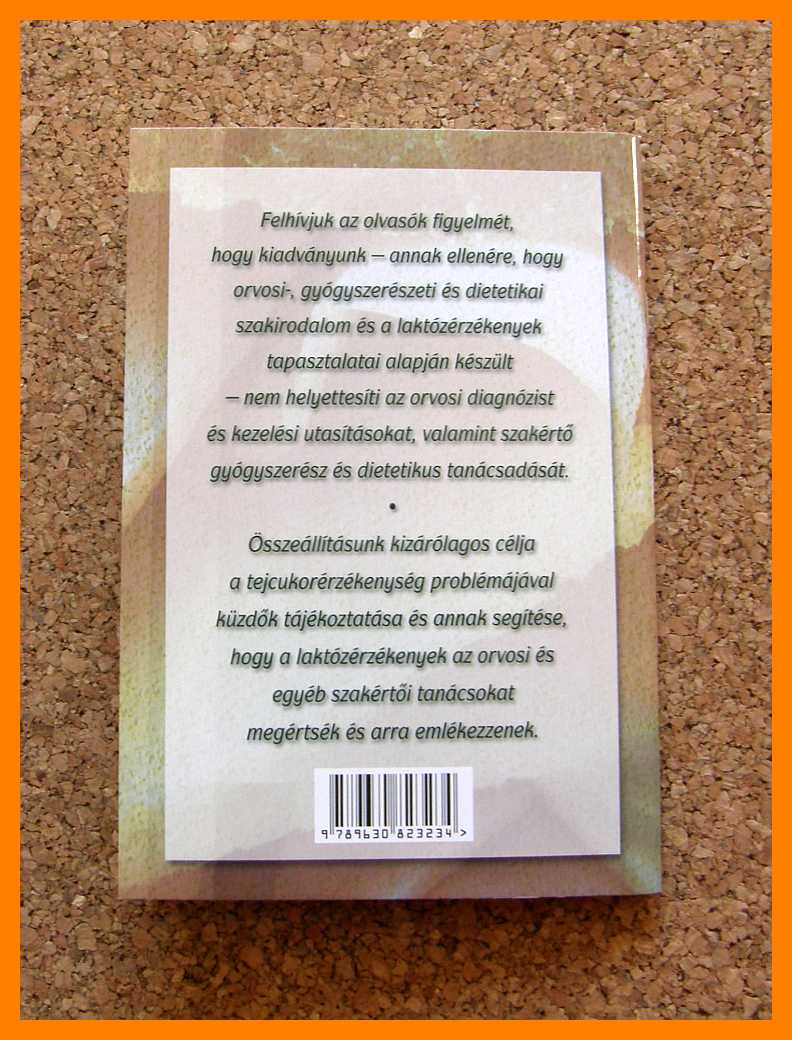 Felhívjuk az olvasók figyelmét,
hogy kiadványunk – annak ellenére, hogy
orvosi-, gyógyszerészeti és dietetikai
szakirodalom és a laktózérzékenyek
tapasztalatai alapján készült
– nem helyettesíti az orvosi diagnózist
és kezelési utasításokat, valamint szakértő
gyógyszerész és dietetikus tanácsadását.
•
Összeállításunk kizárólagos célja
a tejcukorérzékenység problémájával
küzdők tájékoztatása és annak segítése,
hogy a laktózérzékenyek az orvosi és
egyéb szakértői tanácsokat
megértsék és arra emlékezzenek.
9 789630 823234 >